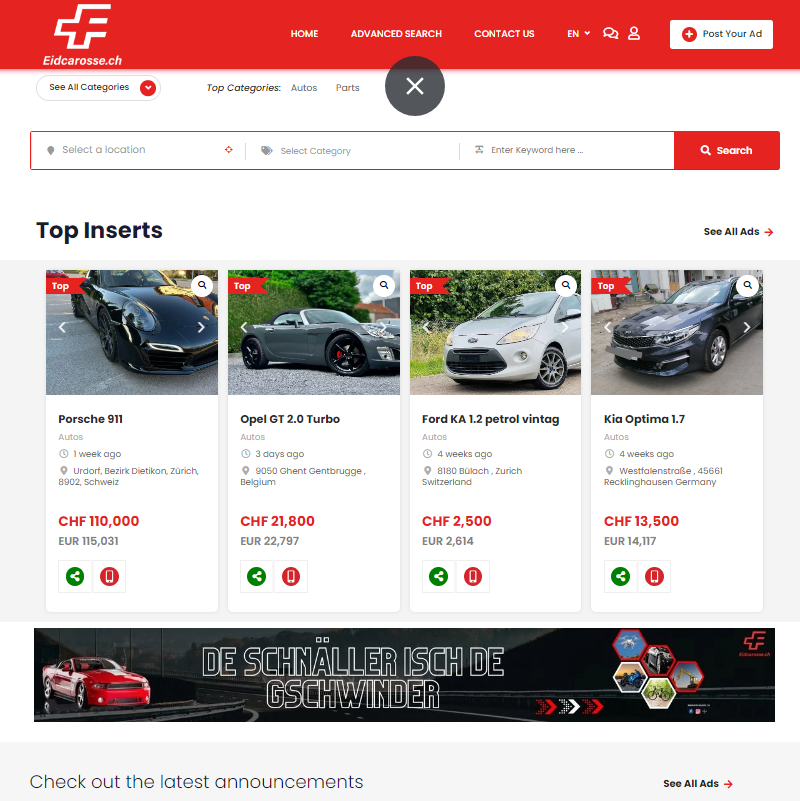 Eidcarosse.ch
HOME
ADVANCED SEARCH
CONTACT US
EN
Post Your Ad
See All Categories
Top Categories:
Autos
Parts
Select a location
Select Category
Enter Keyword here ...
Search
Top Inserts
See All Ads
Top
Top
Top
Top
Porsche 911
Autos
1 week ago
Urdorf, Bezirk Dietikon, Zürich,
8902, Schweiz
CHF 110,000
EUR 115,031
Opel GT 2.0 Turbo
Autos
3 days ago
9050 Ghent Gentbrugge ,
Belgium
CHF 21,800
EUR 22,797
Ford KA 1.2 petrol vintag
Autos
4 weeks ago
8180 Bülach , Zurich
Switzerland
CHF 2,500
EUR 2,614
Kia Optima 1.7
Autos
4 weeks ago
Westfalenstraße , 45661
Recklinghausen Germany
CHF 13,500
EUR 14,117
DE SCHNÄLLER ISCH DE
GSCHWINDER
Eidcarosse.ch
Check out the latest announcements
See All Ads